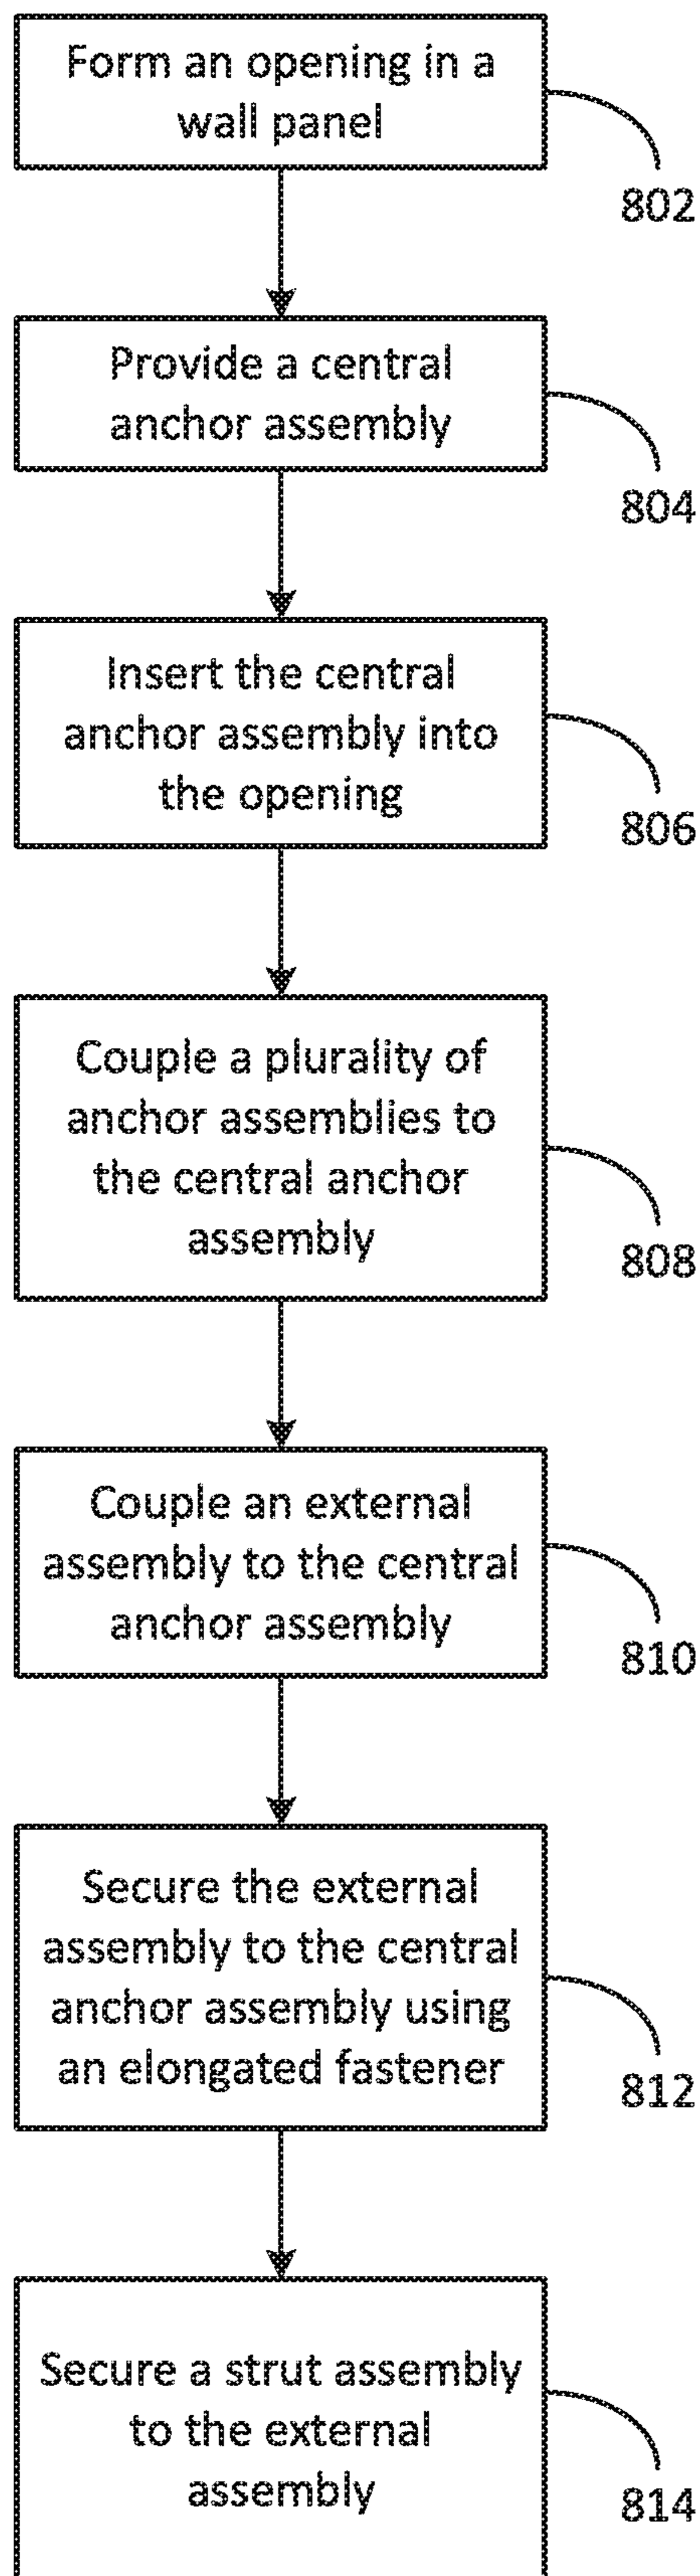 Form an opening in a
wall panel
802
Provide a central
anchor assembly
804
Insert the central
anchor assembly into
the opening
806
Couple a plurality of
anchor assemblies to
the central anchor
assembly
808
Couple an external
assembly to the central
anchor assembly
810
Secure the external
assembly to the central
anchor assembly using
an elongated fastener
812
Secure a strut assembly
to the external
assembly
814